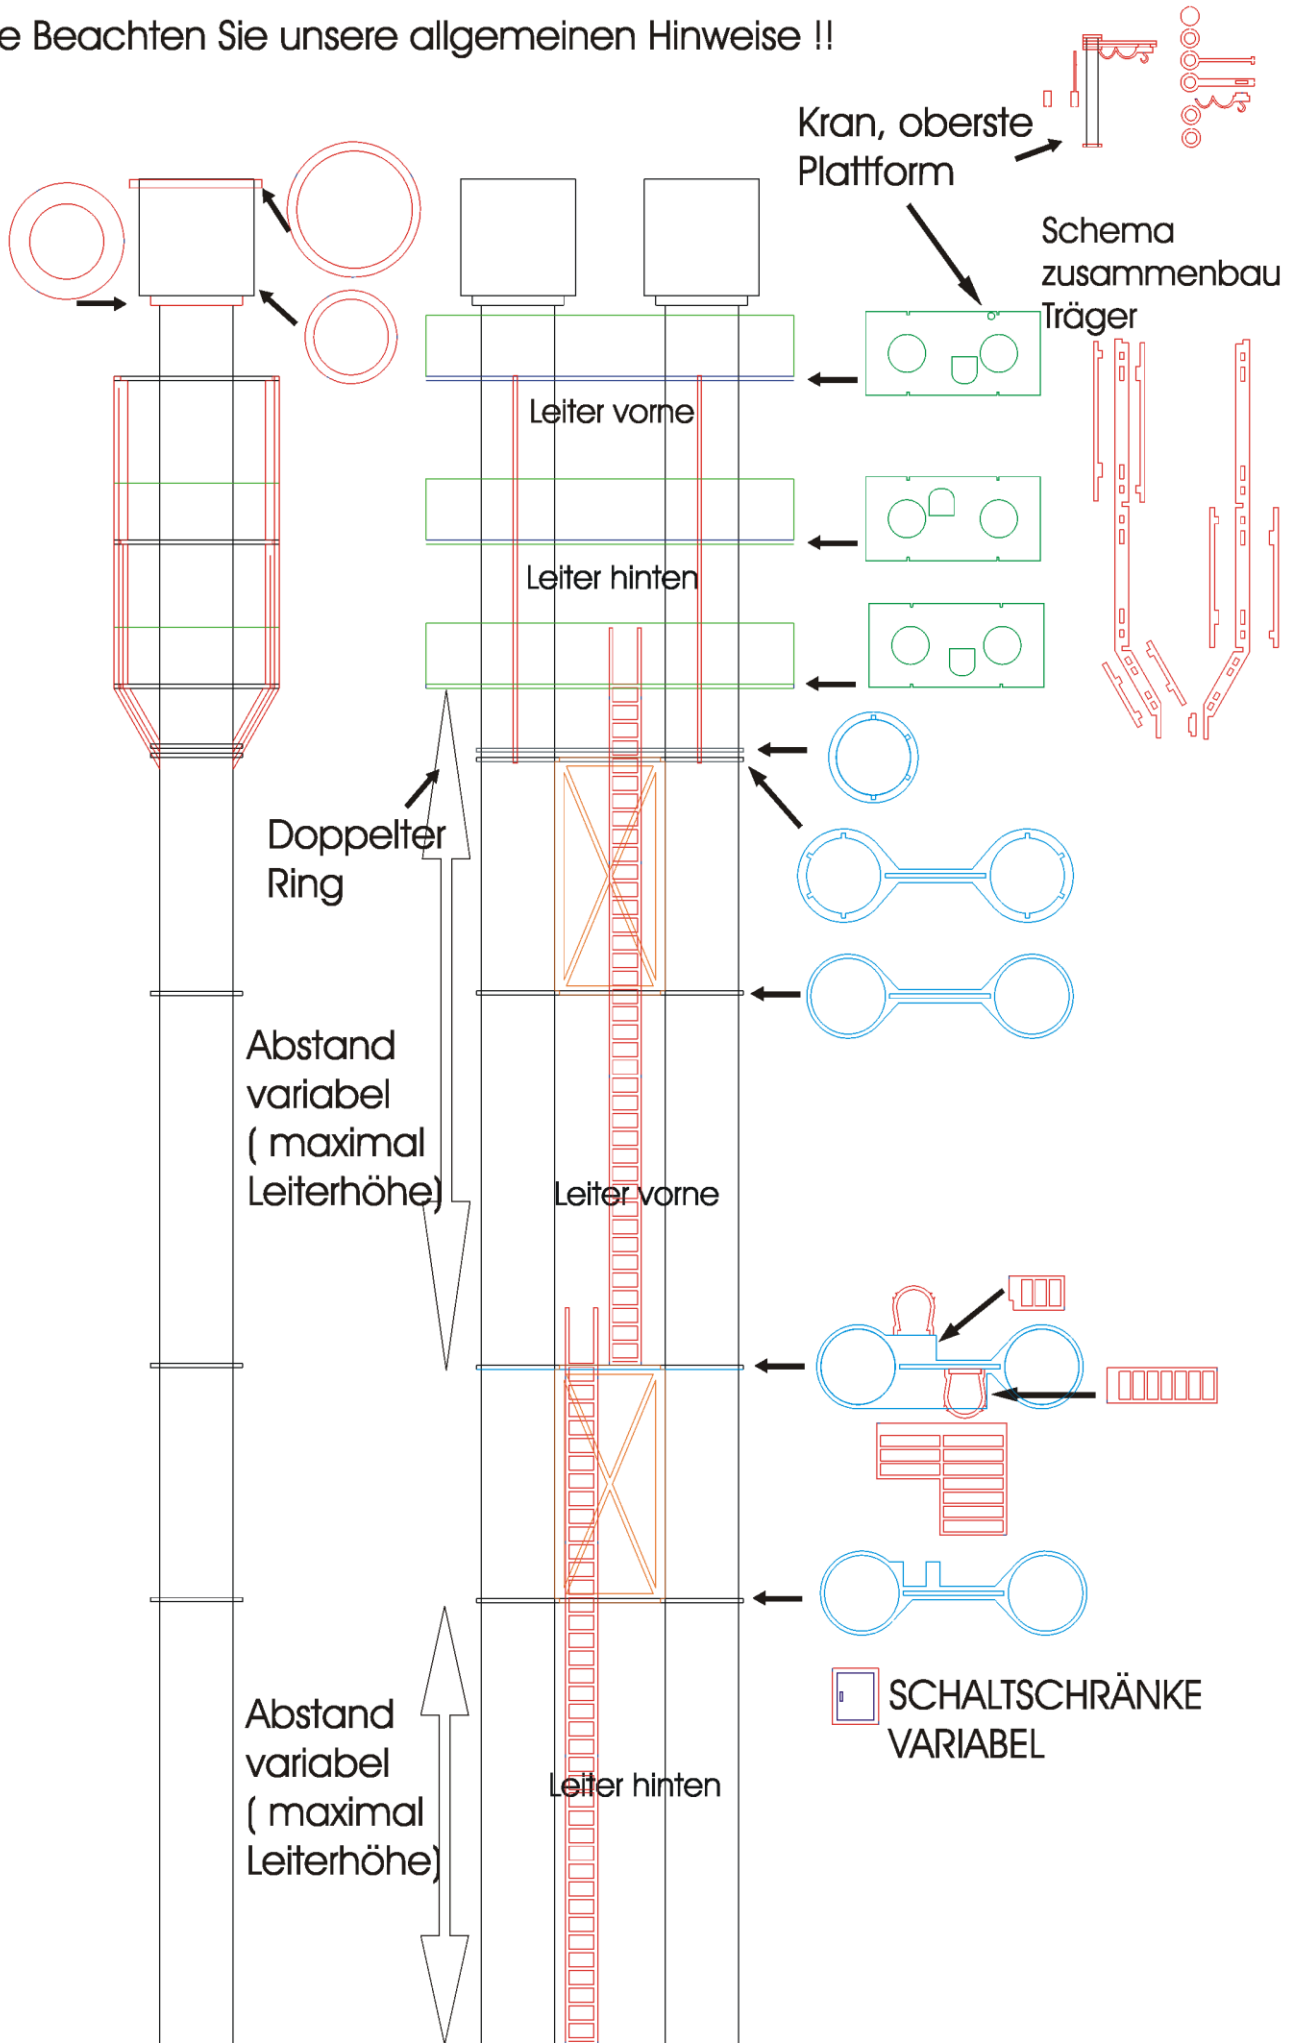 e Beachten Sie unsere allgemeinen Hinweise !!
Kran, oberste
Plattform
Schema
zusammenbau
Träger
Leiter vorne
Leiter hinten
Doppelter
Ring
Abstand
variabel
( maximal
Leiterhöhe)
Leiter vorne
SCHALTSCHRÄNKE
VARIABEL
Abstand
variabel
( maximal
Leiterhöhe)
Leiter hinten